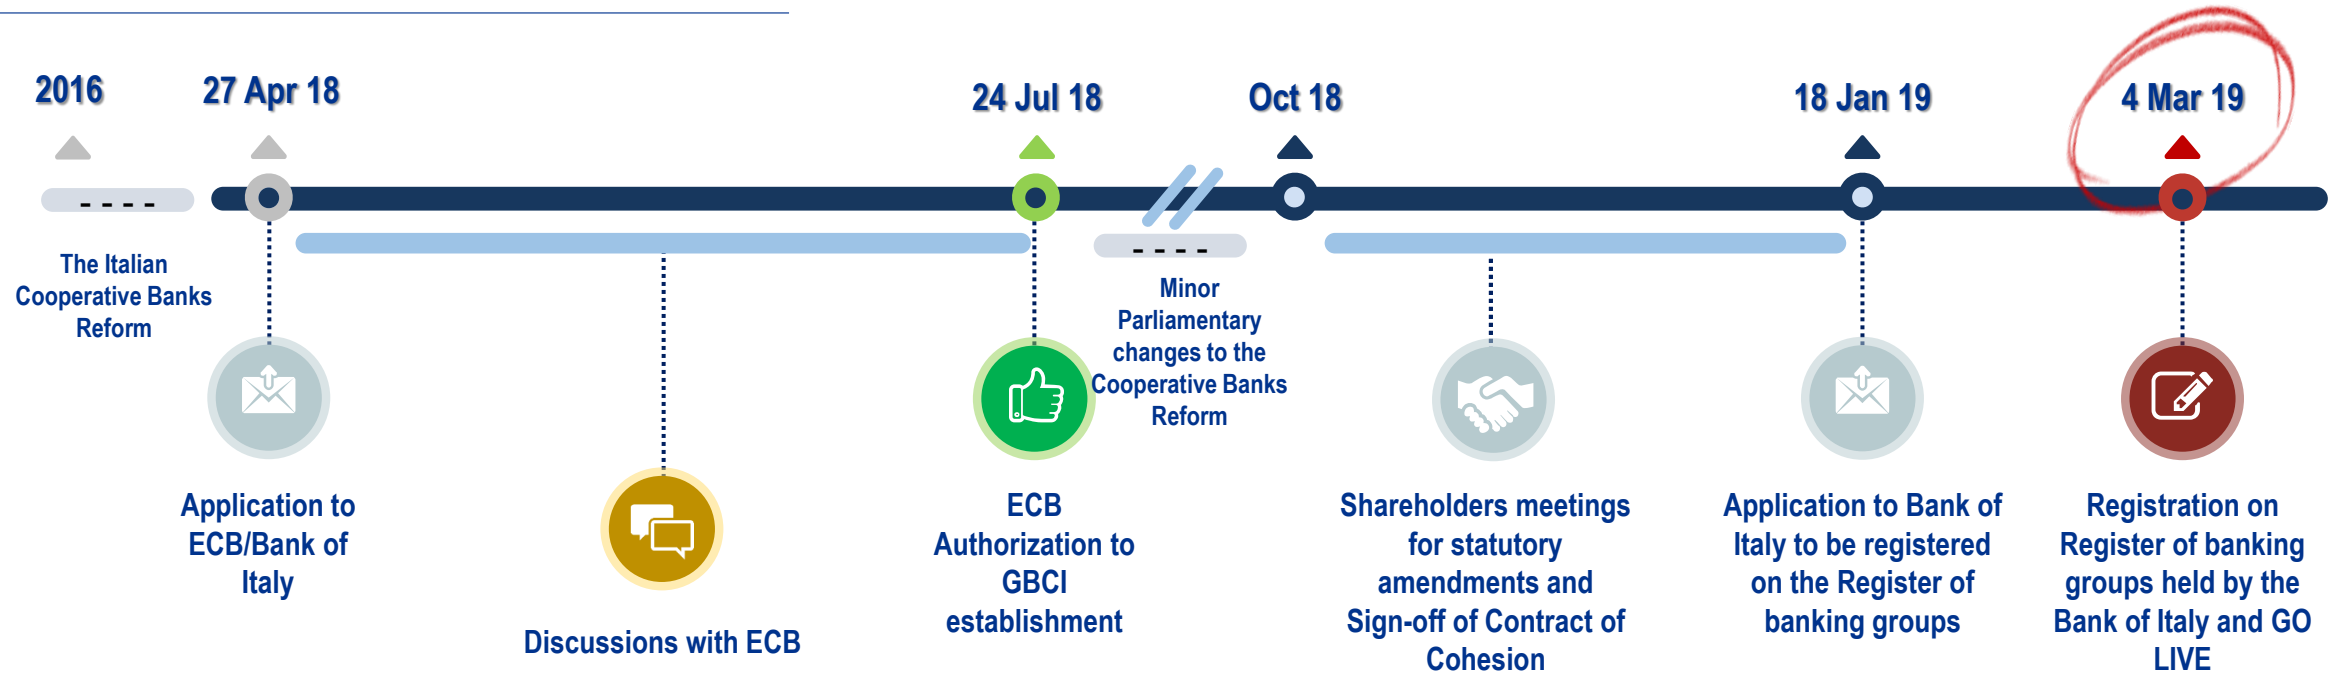 2016
27 Apr 18
24 Jul 18
Oct 18
18 Jan 19
4 Mar 19
- - - -
The Italian
Cooperative Banks
Reform
- - - -
Minor
Parliamentary
changes to the
Cooperative Banks
Reform
Application to
ECB/Bank of
Italy
Discussions with ECB
ECB
Authorization to
GBCI
establishment
Shareholders meetings
for statutory
amendments and
Sign-off of Contract of
Cohesion
Application to Bank of
Italy to be registered
on the Register of
banking groups
Registration on
Register of banking
groups held by the
Bank of Italy and GO
LIVE